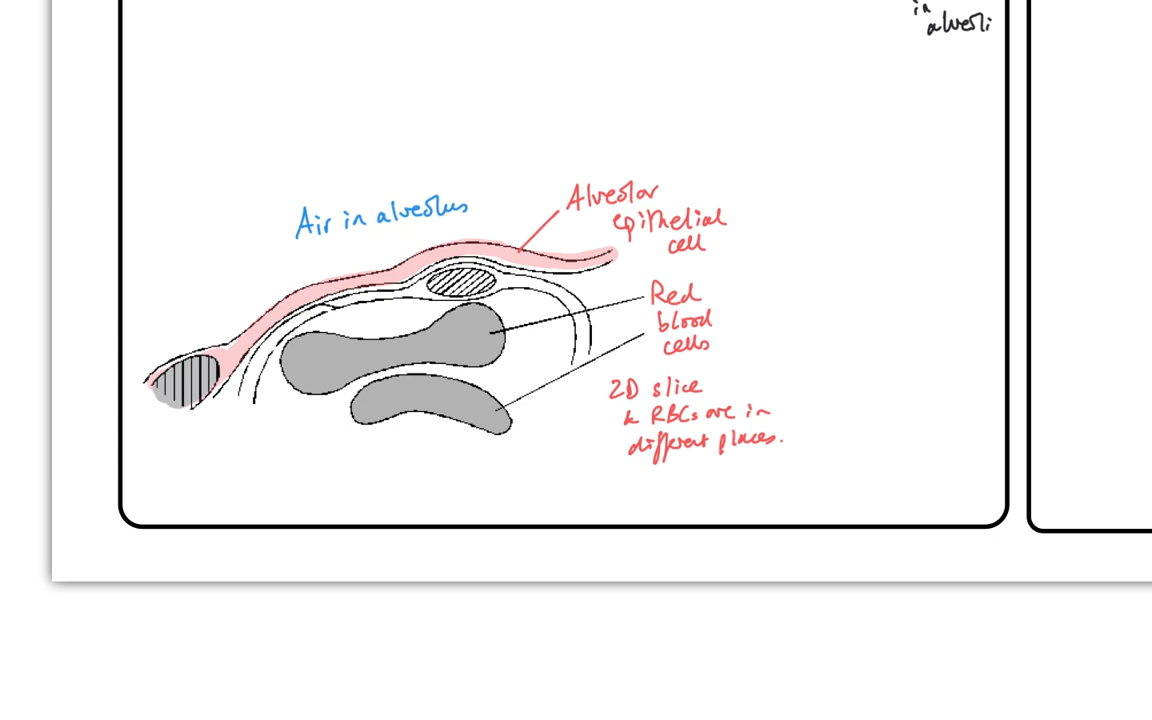 in
alveoli
Air in alveolus
Alveolar
epithelial
cell
Red
blood
cells
2D slice
& RBCs are in
different places.